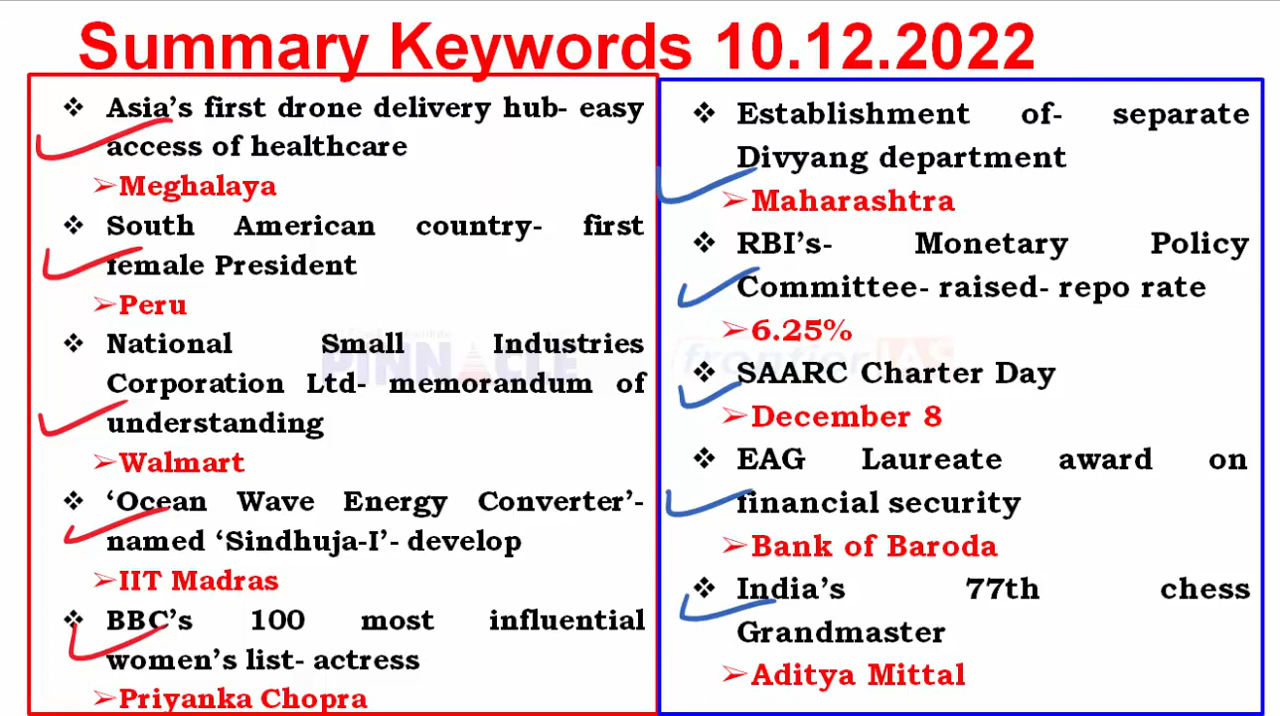 Summary Keywords 10.12.2022
❖ Asia's first drone delivery hub- easy
access of healthcare
➢Meghalaya
❖ South American country- first
female President
➢Peru
❖ National Small Industries
Corporation Ltd- memorandum of
understanding
➢Walmart
❖ 'Ocean Wave Energy Converter'-
named 'Sindhuja-I'- develop
➢IIT Madras
❖ BBC's 100 most influential
women's list- actress
➢Priyanka Chopra
❖ Establishment of- separate
Divyang department
➢Maharashtra
❖ RBI's- Monetary Policy
Committee- raised- repo rate
➢6.25%
❖ SAARC Charter Day
➢December 8
❖ EAG Laureate award on
financial security
➢Bank of Baroda
❖ India's 77th chess
Grandmaster
➢Aditya Mittal
PINNACLE
frontier IAS